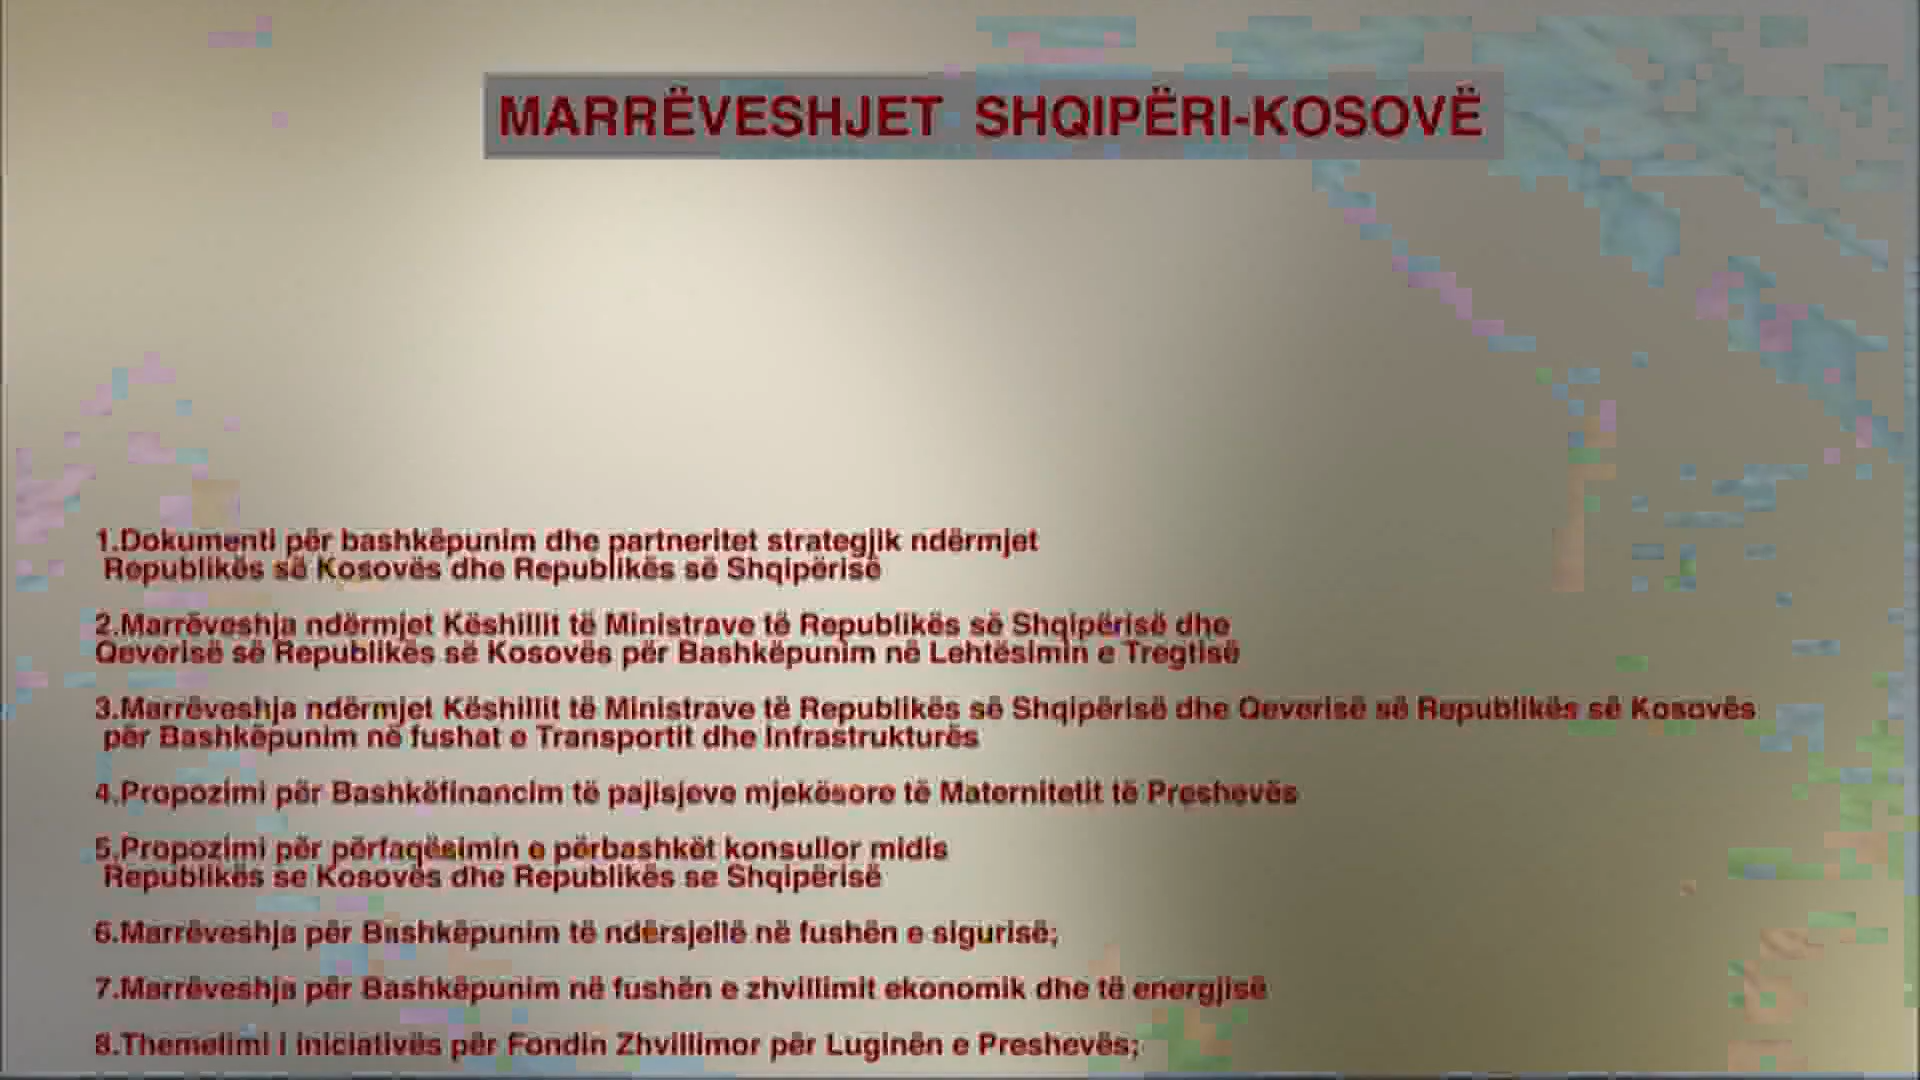 MARRËVESHJET SHQIPËRI-KOSOVË
1.Dokumenti për bashkëpunim dhe partneritet strategjik ndërmjet
Republikës së Kosovës dhe Republikës së Shqipërisë
2.Marrëveshja ndërmjet Këshillit të Ministrave të Republikës së Shqipërisë dhe
Qeverisë së Republikës së Kosovës për Bashkëpunim në Lehtësimin e Tregtisë
3.Marrëveshja ndërmjet Këshillit të Ministrave të Republikës së Shqipërisë dhe Qeverisë së Republikës së Kosovës
për Bashkëpunim në fushat e Transportit dhe Infrastrukturës
4.Propozimi për Bashkëfinancim të pajisjeve mjekësore të Maternitetit të Preshevës
5.Propozimi për përfaqësimin e përbashkët konsullor midis
Republikës se Kosovës dhe Republikës se Shqipërisë
6.Marrëveshja për Bashkëpunim të ndërsjellë në fushën e sigurisë;
7.Marrëveshja për Bashkëpunim në fushën e zhvillimit ekonomik dhe të energjisë
8.Themelimi i iniciativës për Fondin Zhvillimor për Luginën e Preshevës;